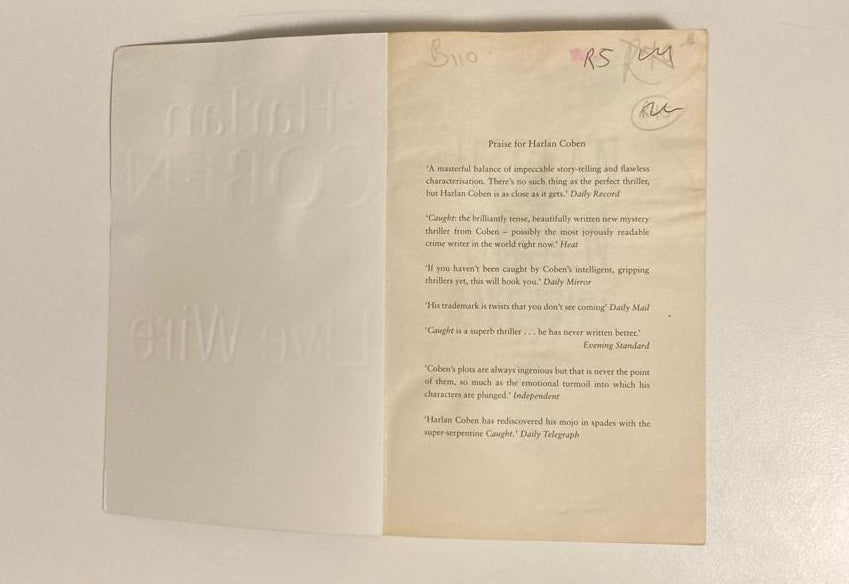 Harlan
COBEN
Live Wire
B110
R5
Praise for Harlan Coben
'A masterful balance of impeccable story-telling and flawless
characterisation. There's no such thing as the perfect thriller,
but Harlan Coben is as close as it gets.' Daily Record
'Caught: the brilliantly tense, beautifully written new mystery
thriller from Coben – possibly the most joyously readable
crime writer in the world right now.' Heat
'If you haven't been caught by Coben's intelligent, gripping
thrillers yet, this will hook you.' Daily Mirror
'His trademark is twists that you don't see coming' Daily Mail
'Caught is a superb thriller . . . he has never written better.'
Evening Standard
'Coben's plots are always ingenious but that is never the point
of them, so much as the emotional turmoil into which his
characters are plunged.' Independent
'Harlan Coben has rediscovered his mojo in spades with the
super-serpentine Caught.' Daily Telegraph